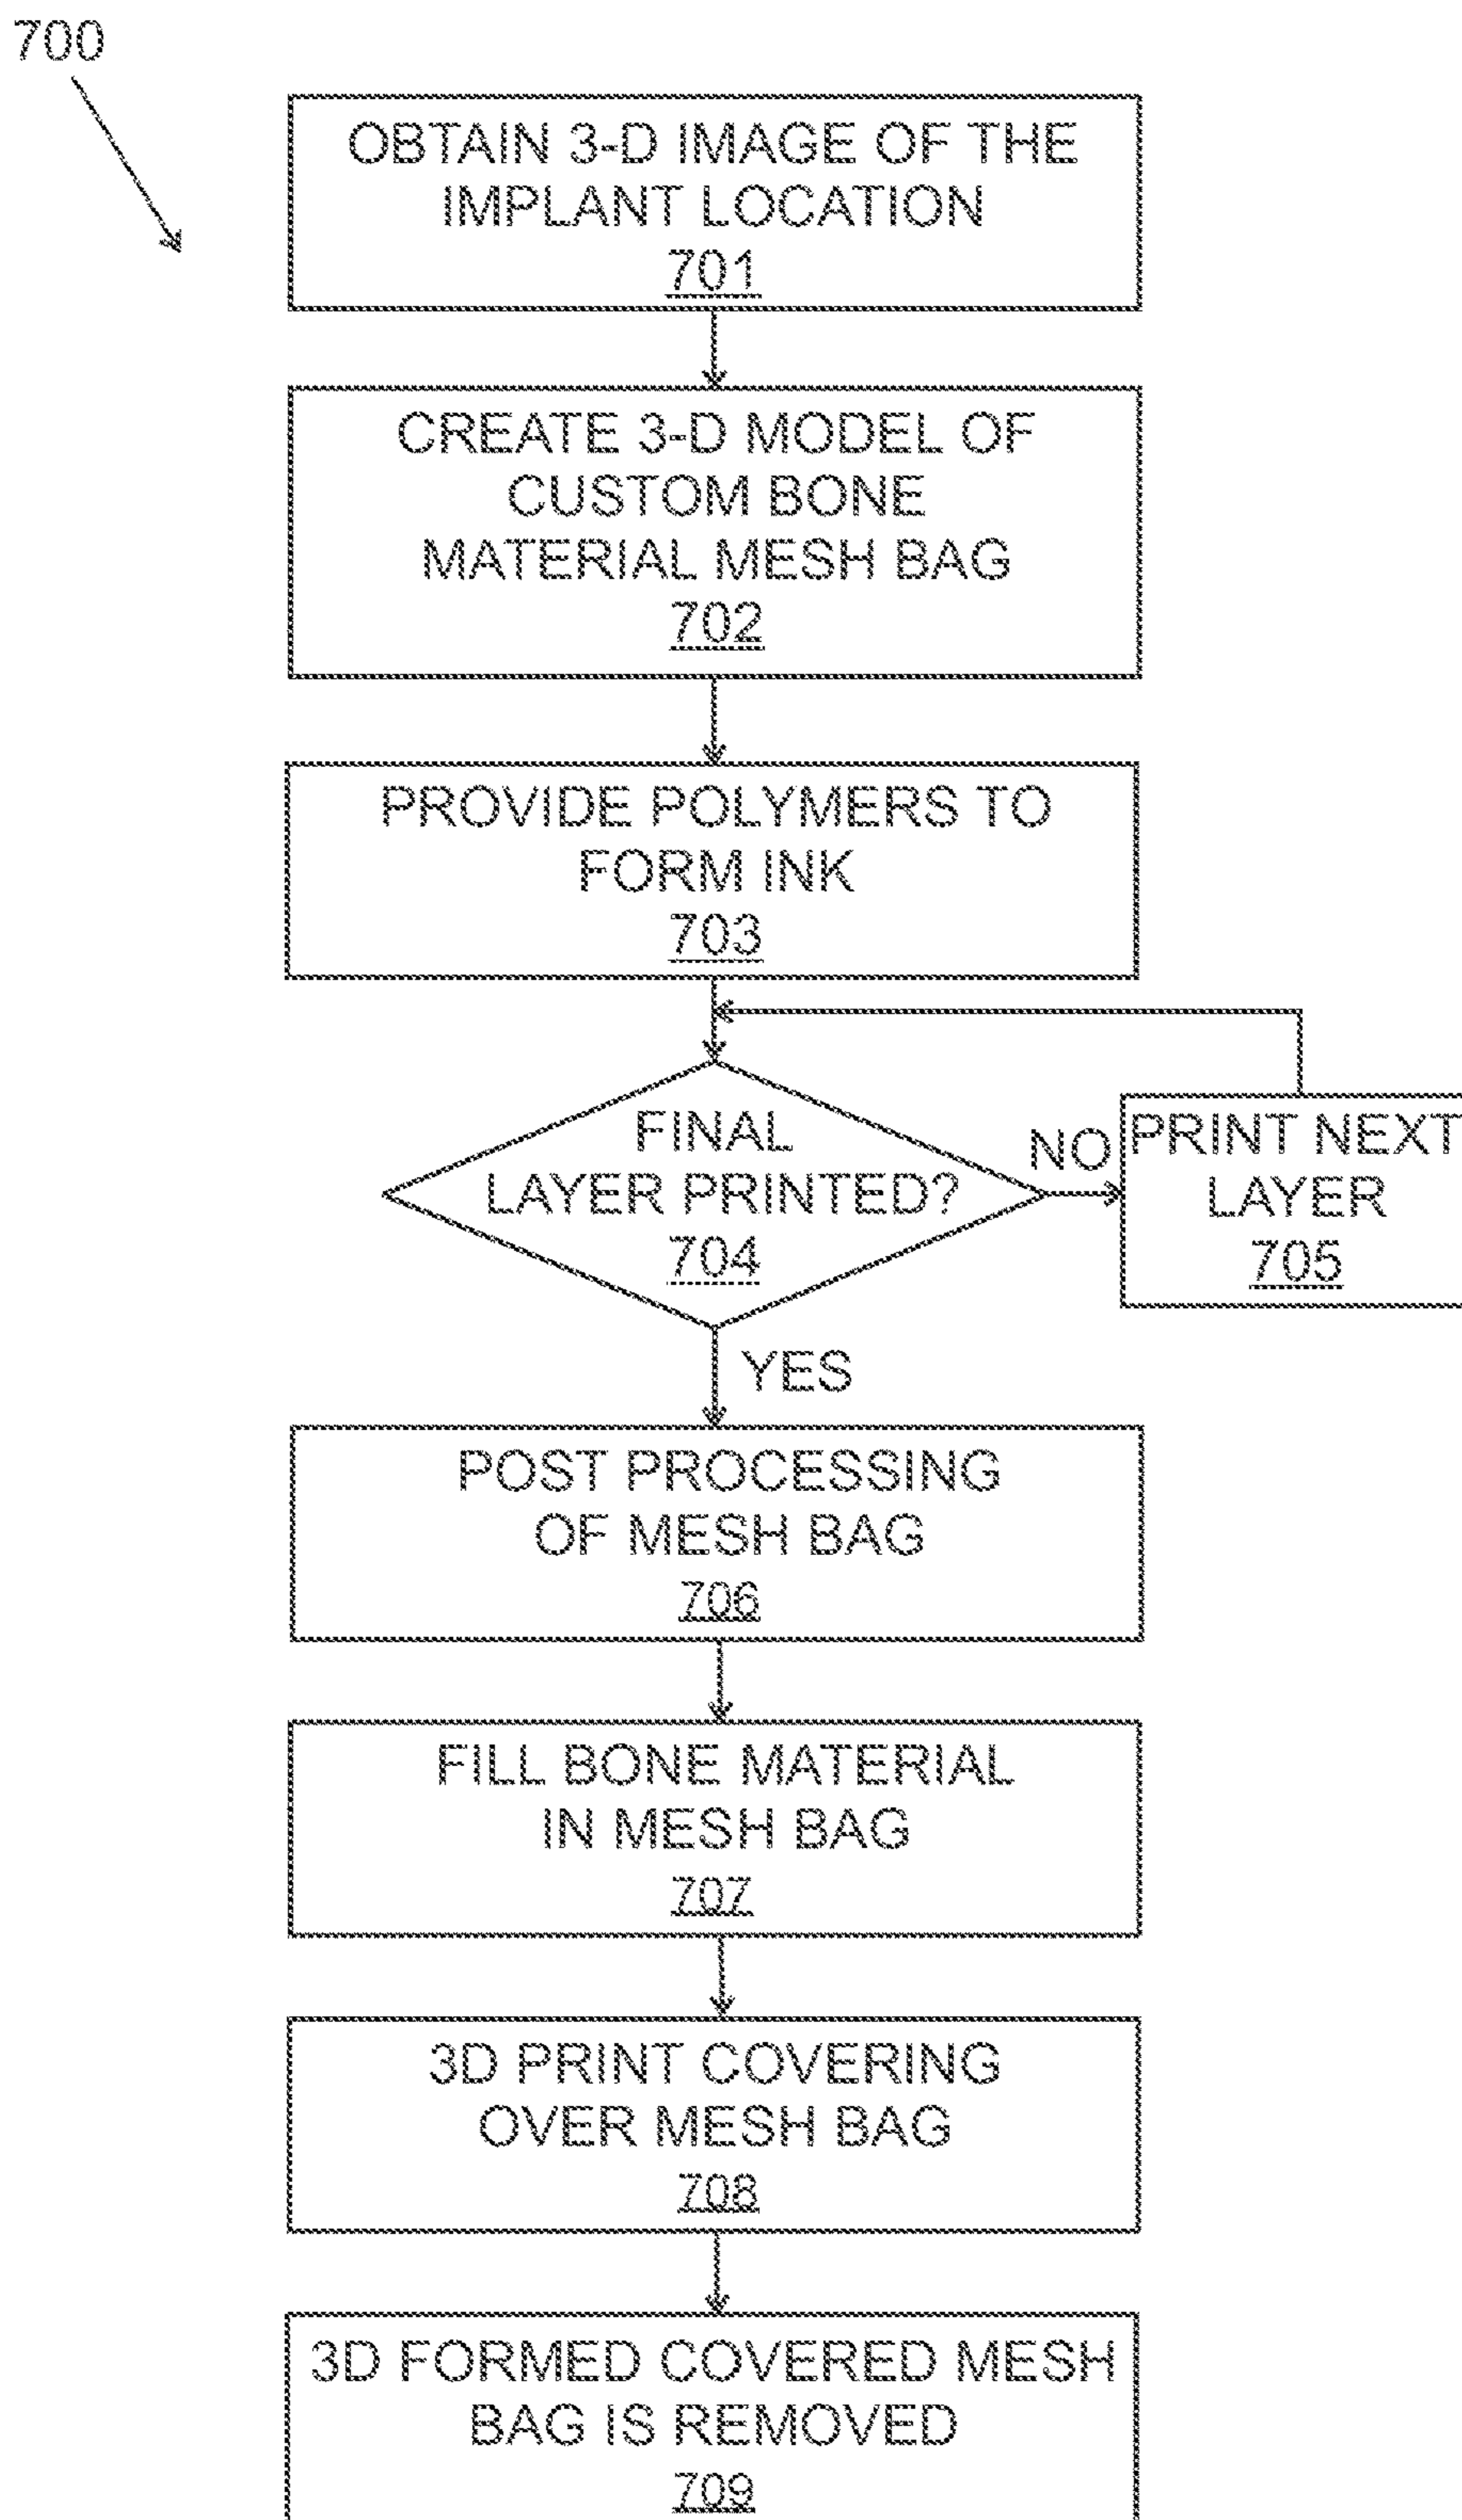 700
OBTAIN 3-D IMAGE OF THE
IMPLANT LOCATION
701
CREATE 3-D MODEL OF
CUSTOM BONE
MATERIAL MESH BAG
702
PROVIDE POLYMERS TO
FORM INK
703
FINAL
LAYER PRINTED?
704
NO
PRINT NEXT
LAYER
705
YES
POST PROCESSING
OF MESH BAG
706
FILL BONE MATERIAL
IN MESH BAG
707
3D PRINT COVERING
OVER MESH BAG
708
3D FORMED COVERED MESH
BAG IS REMOVED
709